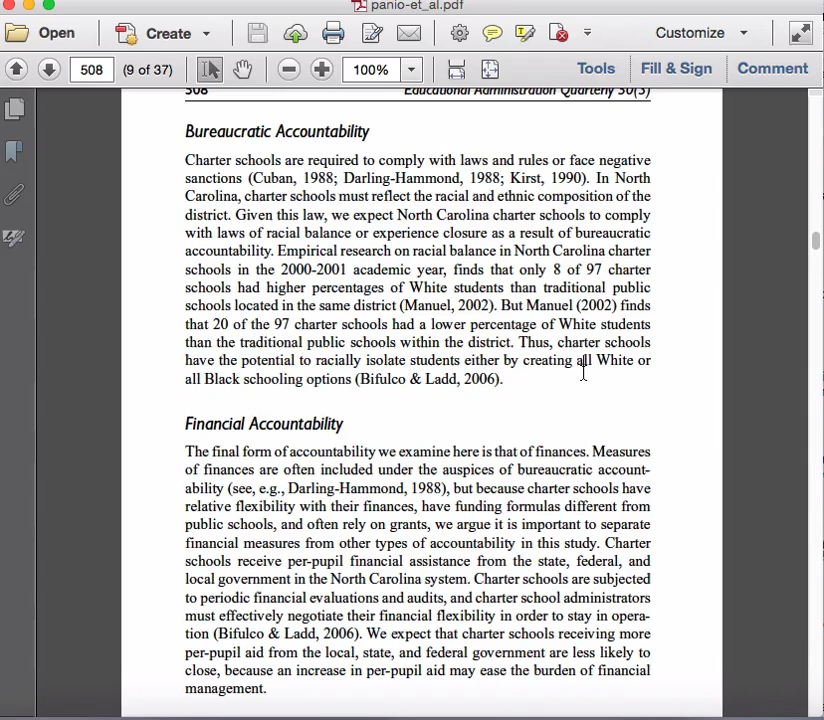 panio-et_al.pdf
Open
Create
Customize
508
(9 of 37)
100%
Tools
Fill & Sign
Comment
508 Educational Administration Quarterly 50(3)
Bureaucratic Accountability
Charter schools are required to comply with laws and rules or face negative
sanctions (Cuban, 1988; Darling-Hammond, 1988; Kirst, 1990). In North
Carolina, charter schools must reflect the racial and ethnic composition of the
district. Given this law, we expect North Carolina charter schools to comply
with laws of racial balance or experience closure as a result of bureaucratic
accountability. Empirical research on racial balance in North Carolina charter
schools in the 2000-2001 academic year, finds that only 8 of 97 charter
schools had higher percentages of White students than traditional public
schools located in the same district (Manuel, 2002). But Manuel (2002) finds
that 20 of the 97 charter schools had a lower percentage of White students
than the traditional public schools within the district. Thus, charter schools
have the potential to racially isolate students either by creating all White or
all Black schooling options (Bifulco & Ladd, 2006).
Financial Accountability
The final form of accountability we examine here is that of finances. Measures
of finances are often included under the auspices of bureaucratic account-
ability (see, e.g., Darling-Hammond, 1988), but because charter schools have
relative flexibility with their finances, have funding formulas different from
public schools, and often rely on grants, we argue it is important to separate
financial measures from other types of accountability in this study. Charter
schools receive per-pupil financial assistance from the state, federal, and
local government in the North Carolina system. Charter schools are subjected
to periodic financial evaluations and audits, and charter school administrators
must effectively negotiate their financial flexibility in order to stay in opera-
tion (Bifulco & Ladd, 2006). We expect that charter schools receiving more
per-pupil aid from the local, state, and federal government are less likely to
close, because an increase in per-pupil aid may ease the burden of financial
management.